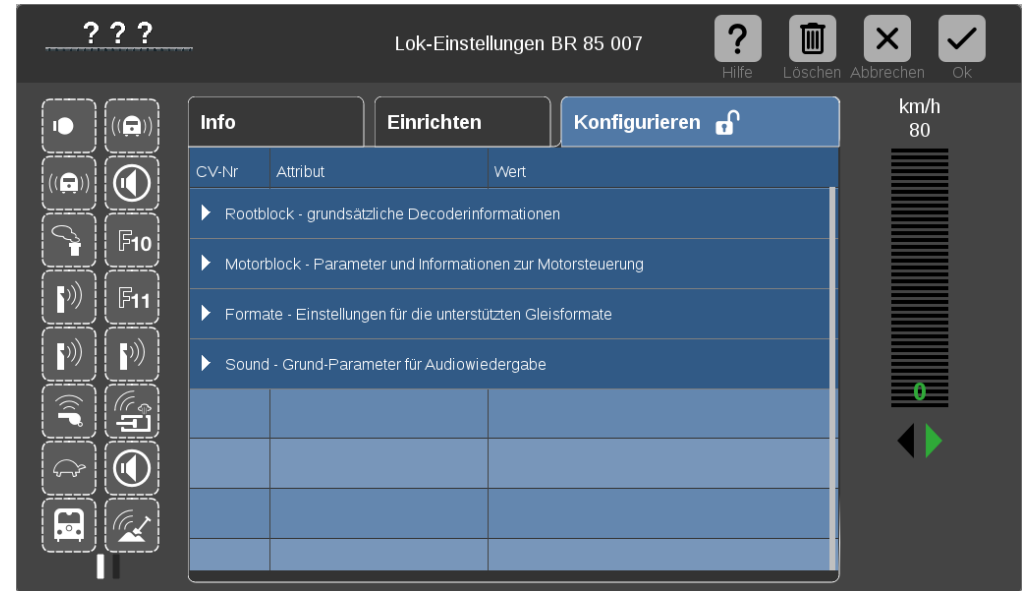 ? ? ?
Lok-Einstellungen BR 85 007
Hilfe
Löschen
Abbrechen
Ok
Info
Einrichten
Konfigurieren
km/h
80
CV-Nr
Attribut
Wert
Rootblock - grundsätzliche Decoderinformationen
Motorblock - Parameter und Informationen zur Motorsteuerung
Formate - Einstellungen für die unterstützten Gleisformate
Sound - Grund-Parameter für Audiowiedergabe
F10
F11
0